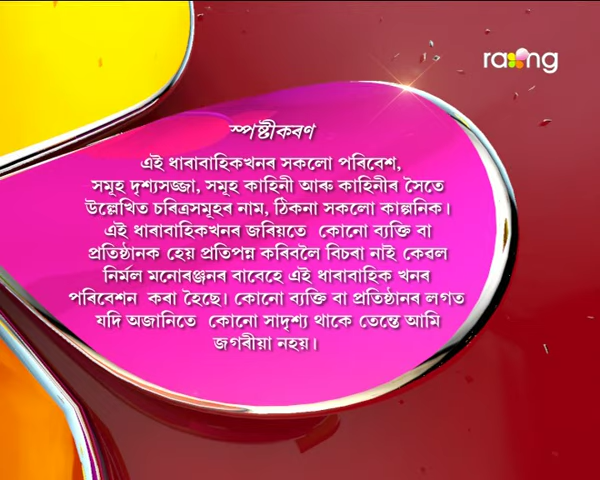 rang
স্পষ্টীকৰণ
এই ধাৰাবাহিকখনৰ সকলো পৰিবেশ,
সমূহ দৃশ্যসজ্জা, সমূহ কাহিনী আৰু কাহিনীৰ সৈতে
উল্লেখিত চৰিত্ৰসমূহৰ নাম, ঠিকনা সকলো কাল্পনিক।
এই ধাৰাবাহিকখনৰ জৰিয়তে কোনো ব্যক্তি বা
প্ৰতিষ্ঠানক হেয় প্ৰতিপন্ন কৰিবলৈ বিচৰা নাই কেৱল
নিৰ্মল মনোৰঞ্জনৰ বাবেহে এই ধাৰাবাহিক খনৰ
পৰিবেশন কৰা হৈছে। কোনো ব্যক্তি বা প্ৰতিষ্ঠানৰ লগত
যদি অজানিতে কোনো সাদৃশ্য থাকে তেন্তে আমি
জগৰীয়া নহয়।